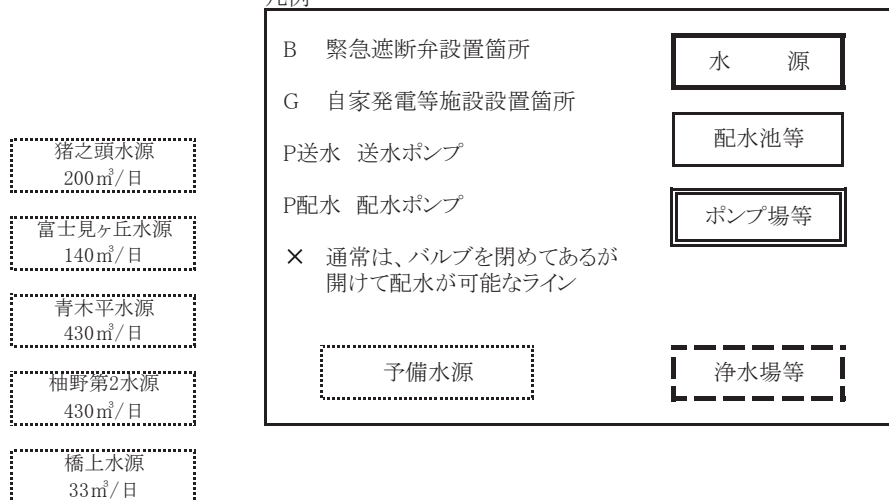 凡例
B 緊急遮断弁設置箇所
G 自家発電等施設設置箇所
P送水 送水ポンプ
P配水 配水ポンプ
× 通常は、バルブを閉めてあるが
開けて配水が可能なライン
予備水源
水 源
配水池等
ポンプ場等
浄水場等
猪之頭水源
200㎥/日
富士見ヶ丘水源
140㎥/日
青木平水源
430㎥/日
柚野第2水源
430㎥/日
橋上水源
33㎥/日